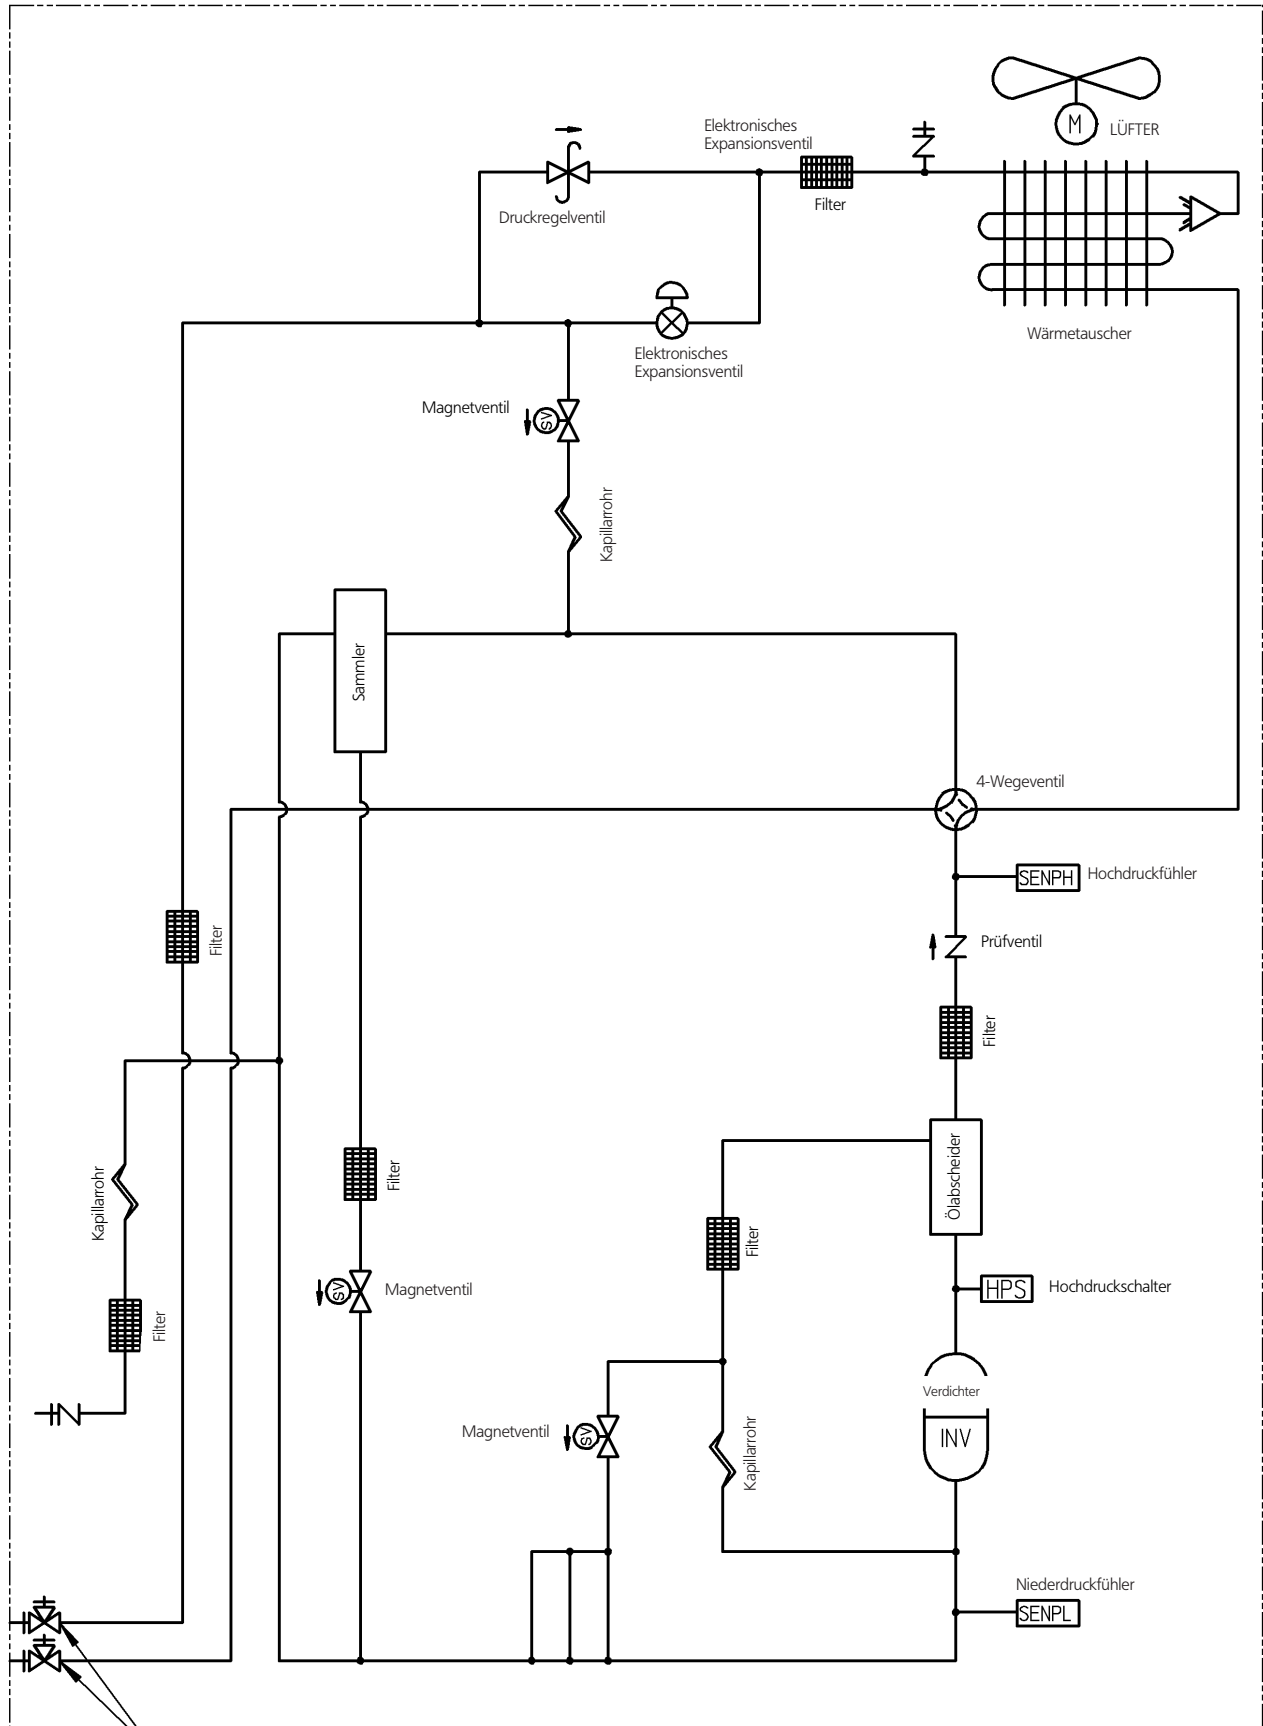 M
LÜFTER
Elektronisches
Expansionsventil
Filter
Druckregelventil
Wärmetauscher
Elektronisches
Expansionsventil
Magnetventil
SV
Kapillarrohr
Sammler
4-Wegeventil
SENPH
Hochdruckfühler
Filter
Prüfventil
Filter
Kapillarrohr
Filter
Ölabscheider
Filter
SV
Magnetventil
HPS
Hochdruckschalter
Filter
Verdichter
INV
Magnetventil
SV
Kapillarrohr
Niederdruckfühler
SENPL